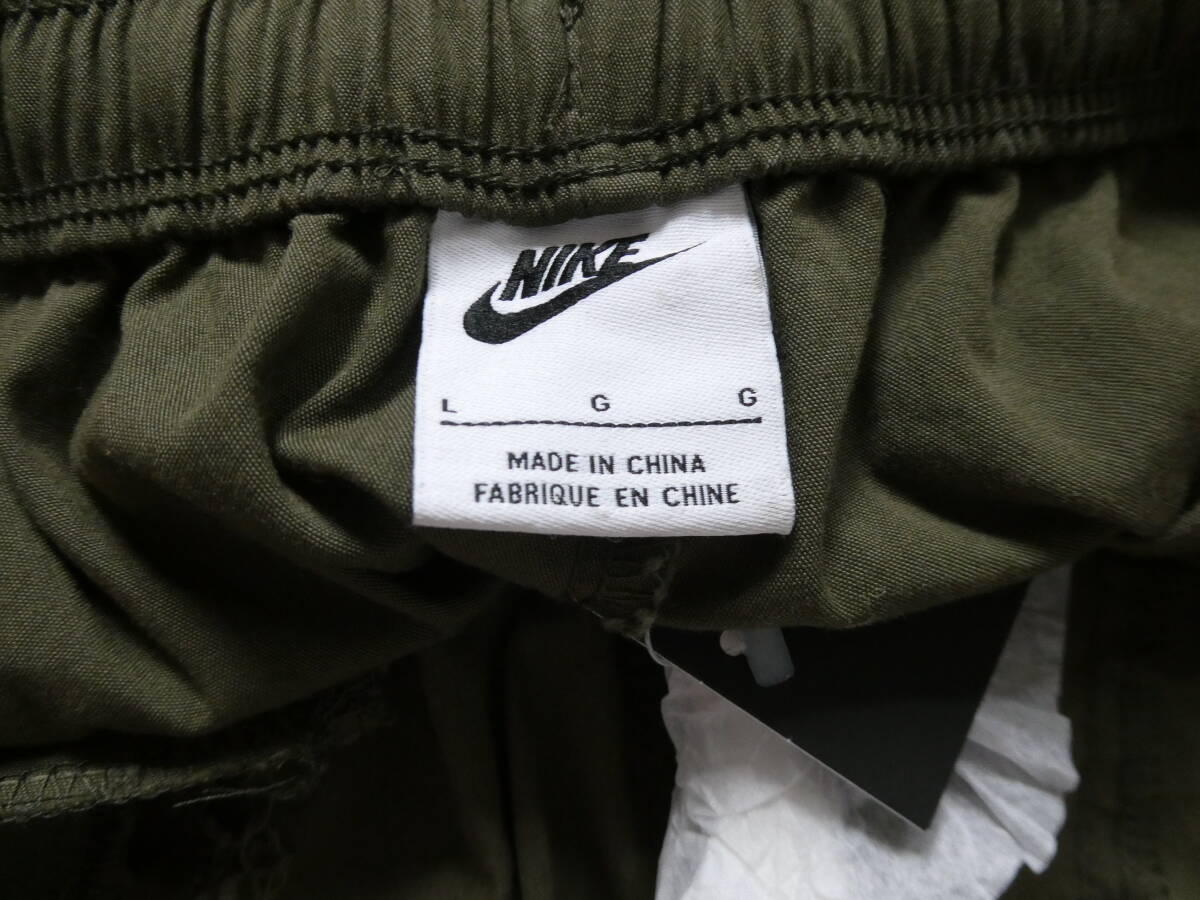 NIKE
L G G
MADE IN CHINA
FABRIQUE EN CHINE